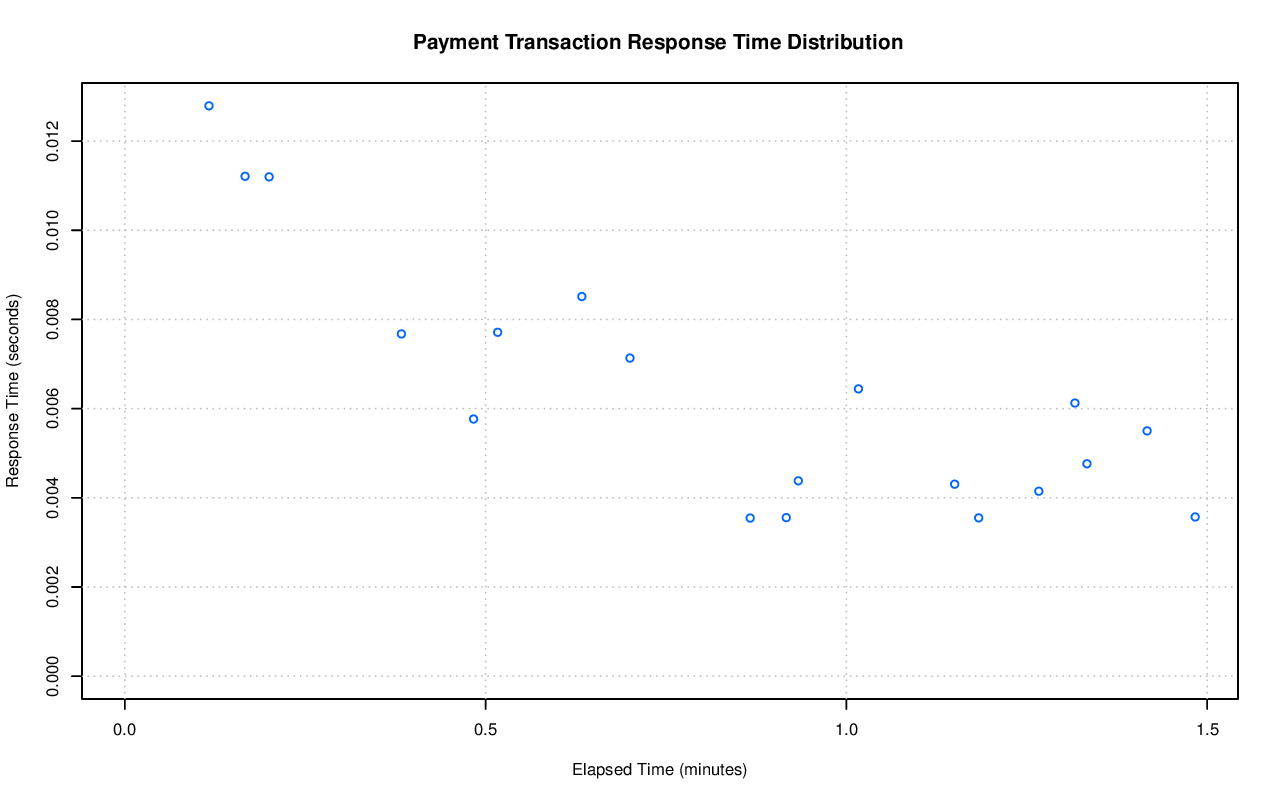 Payment Transaction Response Time Distribution
Response Time (seconds)
0.012
0.010
0.008
0.006
0.004
0.002
0.000
0.0 0.5 1.0 1.5
Elapsed Time (minutes)